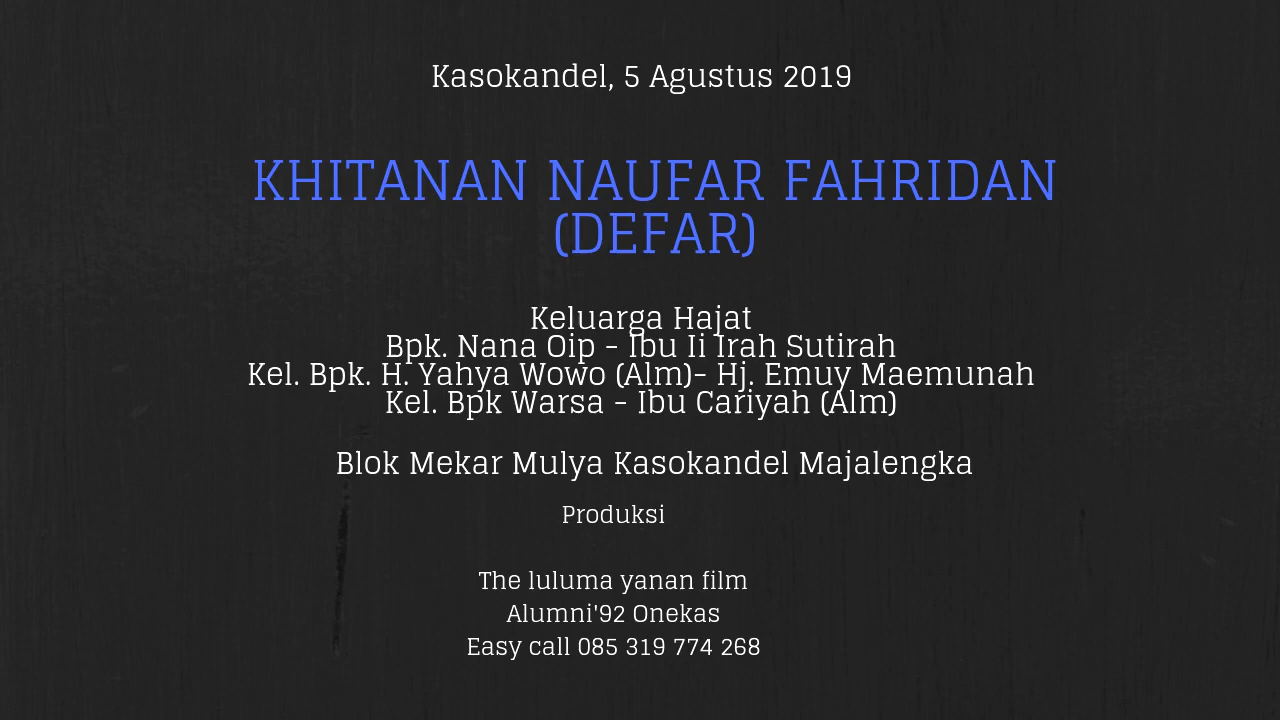 Kasokandel, 5 Agustus 2019
KHITANAN NAUFAR FAHRIDAN
(DEFAR)
Keluarga Hajat
Bpk. Nana Oip - Ibu Ii Irah Sutirah
Kel. Bpk. H. Yahya Wowo (Alm)- Hj. Emuy Maemunah
Kel. Bpk Warsa - Ibu Cariyah (Alm)
Blok Mekar Mulya Kasokandel Majalengka
Produksi
The luluma yanan film
Alumni'92 Onekas
Easy call 085 319 774 268